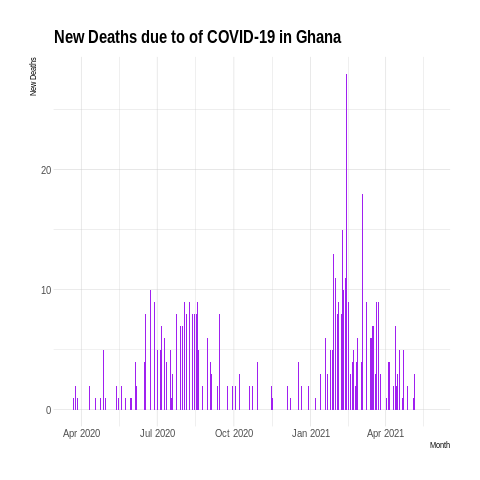 New Deaths due to of COVID-19 in Ghana
New Deaths
20
10
0
Apr 2020 Jul 2020 Oct 2020 Jan 2021 Apr 2021
Month